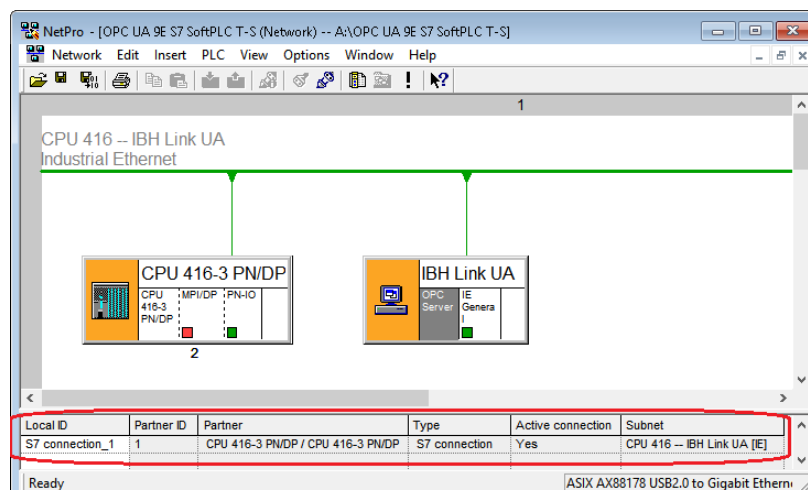 NetPro - [OPC UA 9E S7 SoftPLC T-S (Network) -- A:\OPC UA 9E S7 SoftPLC T-S]
Network Edit Insert PLC View Options Window Help
1
CPU 416 -- IBH Link UA
Industrial Ethernet
CPU 416-3 PN/DP
CPU 416-3 PN/DP
MPI/DP
PN-IO
2
IBH Link UA
OPC Server
IE Genera l
Local ID Partner ID Partner Type Active connection Subnet
S7 connection_1 1 CPU 416-3 PN/DP / CPU 416-3 PN/DP S7 connection Yes CPU 416 -- IBH Link UA [IE]
Ready ASIX AX88178 USB2.0 to Gigabit Ethern